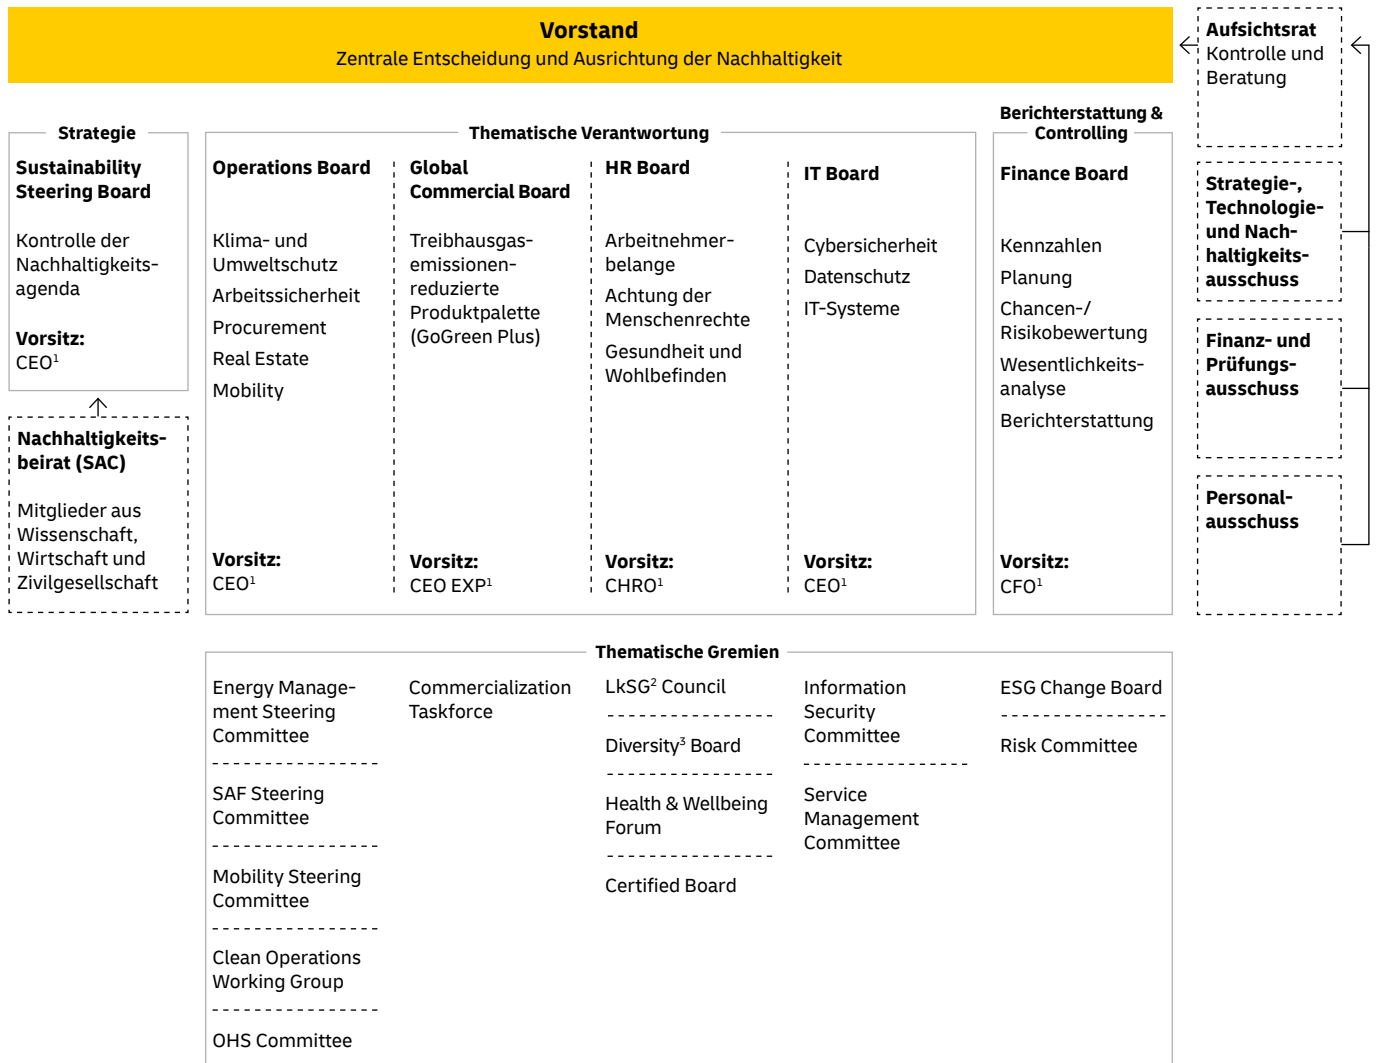 Vorstand
Zentrale Entscheidung und Ausrichtung der Nachhaltigkeit
Aufsichtsrat
Kontrolle und
Beratung
Strategie
Sustainability
Steering Board
Kontrolle der
Nachhaltigkeits-
agenda
Vorsitz:
CEO¹
Nachhaltigkeits-
beirat (SAC)
Mitglieder aus
Wissenschaft,
Wirtschaft und
Zivilgesellschaft
Thematische Verantwortung
Operations Board
Klima- und
Umweltschutz
Arbeitssicherheit
Procurement
Real Estate
Mobility
Vorsitz:
CEO¹
Global
Commercial Board
Treibhausgas-
emissionen-
reduzierte
Produktpalette
(GoGreen Plus)
Vorsitz:
CEO EXP¹
HR Board
Arbeitnehmer-
belange
Achtung der
Menschenrechte
Gesundheit und
Wohlbefinden
Vorsitz:
CHRO¹
IT Board
Cybersicherheit
Datenschutz
IT-Systeme
Vorsitz:
CEO¹
Berichterstattung &
Controlling
Finance Board
Kennzahlen
Planung
Chancen-/
Risikobewertung
Wesentlichkeits-
analyse
Berichterstattung
Vorsitz:
CFO¹
Strategie-,
Technologie-
und Nach-
haltigkeits-
ausschuss
Finanz- und
Prüfungs-
ausschuss
Personal-
ausschuss
Thematische Gremien
Energy Manage-
ment Steering
Committee
SAF Steering
Committee
Mobility Steering
Committee
Clean Operations
Working Group
OHS Committee
Commercialization
Taskforce
LkSG² Council
Diversity³ Board
Health & Wellbeing
Forum
Certified Board
Information
Security
Committee
Service
Management
Committee
ESG Change Board
Risk Committee